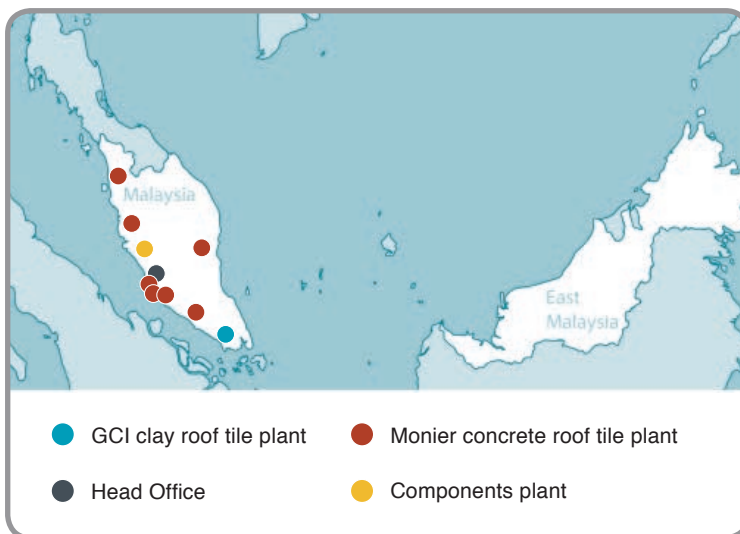 Malaysia
East
Malaysia
GCI clay roof tile plant
Monier concrete roof tile plant
Head Office
Components plant